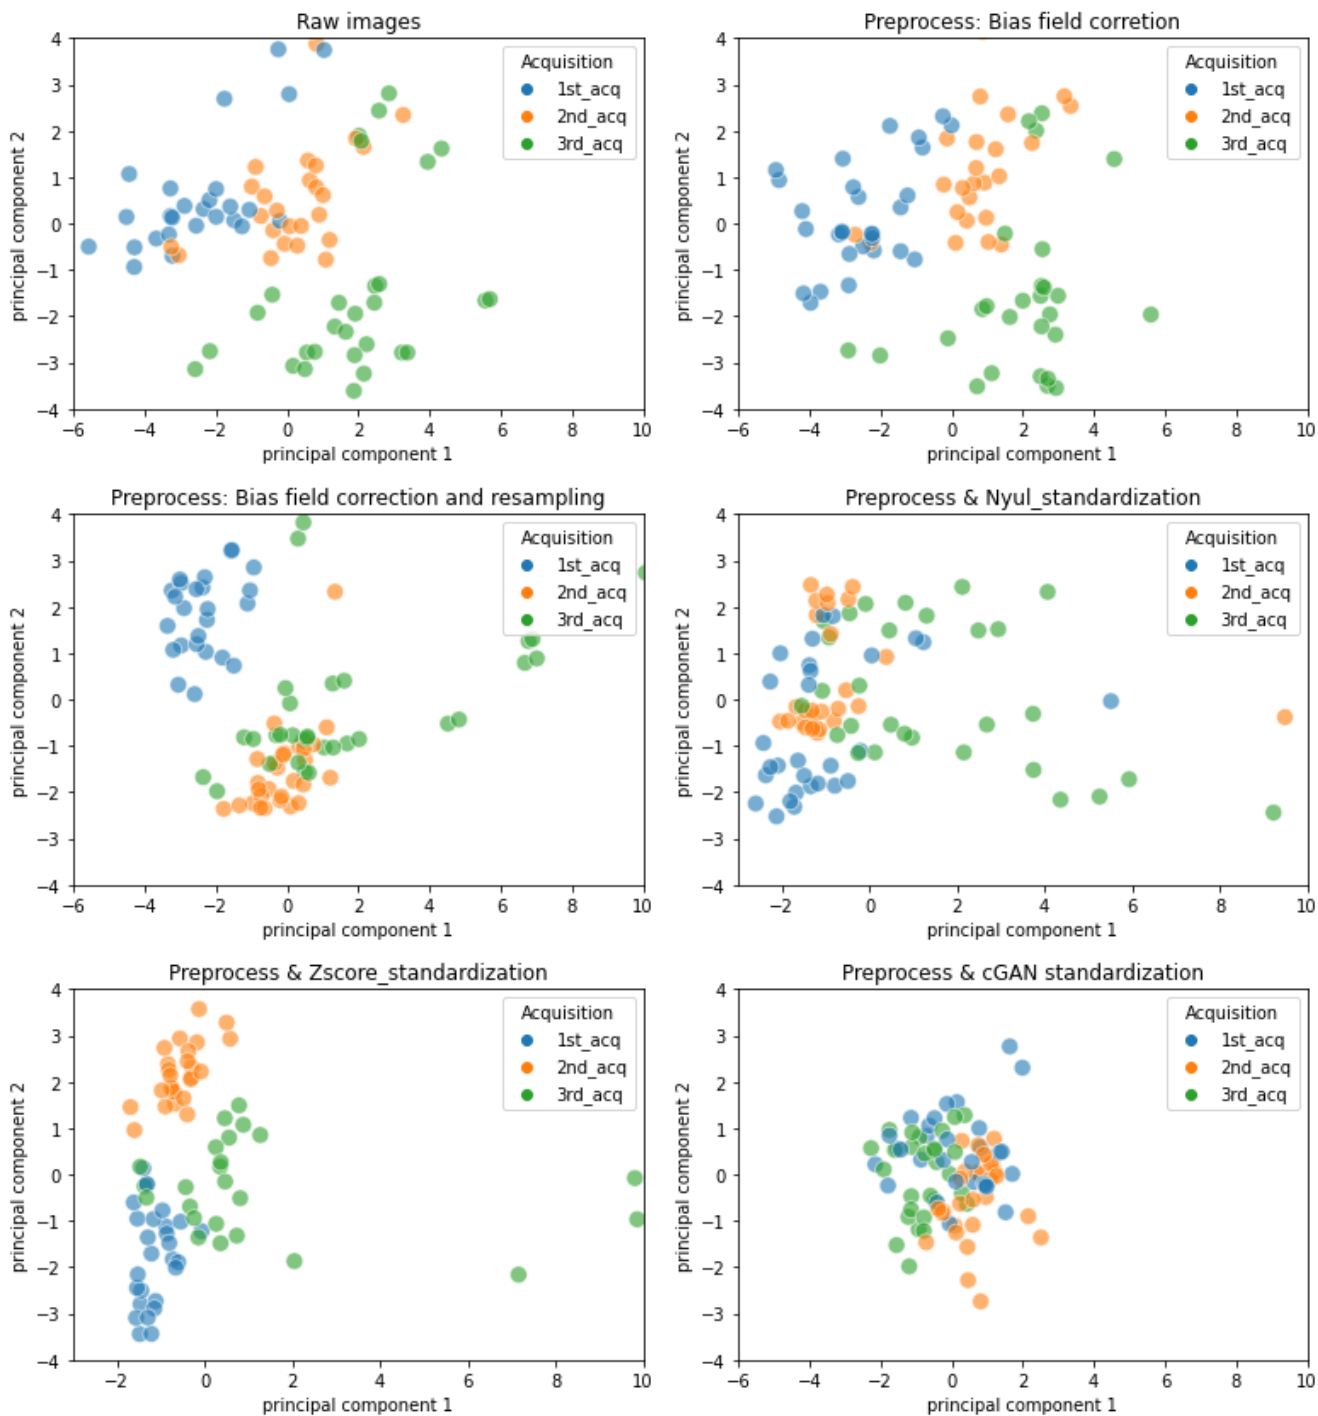 Raw images
4
3
2
1
0
−1
−2
−3
−4
principal component 2
−6 −4 −2 0 2 4 6 8 10
principal component 1
Acquisition
1st_acq
2nd_acq
3rd_acq
Preprocess: Bias field corretion
4
3
2
1
0
−1
−2
−3
−4
principal component 2
−6 −4 −2 0 2 4 6 8 10
principal component 1
Acquisition
1st_acq
2nd_acq
3rd_acq
Preprocess: Bias field correction and resampling
4
3
2
1
0
−1
−2
−3
−4
principal component 2
−6 −4 −2 0 2 4 6 8 10
principal component 1
Acquisition
1st_acq
2nd_acq
3rd_acq
Preprocess & Nyul_standardization
4
3
2
1
0
−1
−2
−3
−4
principal component 2
−2 0 2 4 6 8 10
principal component 1
Acquisition
1st_acq
2nd_acq
3rd_acq
Preprocess & Zscore_standardization
4
3
2
1
0
−1
−2
−3
−4
principal component 2
−2 0 2 4 6 8 10
principal component 1
Acquisition
1st_acq
2nd_acq
3rd_acq
Preprocess & cGAN standardization
4
3
2
1
0
−1
−2
−3
−4
principal component 2
−6 −4 −2 0 2 4 6 8 10
principal component 1
Acquisition
1st_acq
2nd_acq
3rd_acq